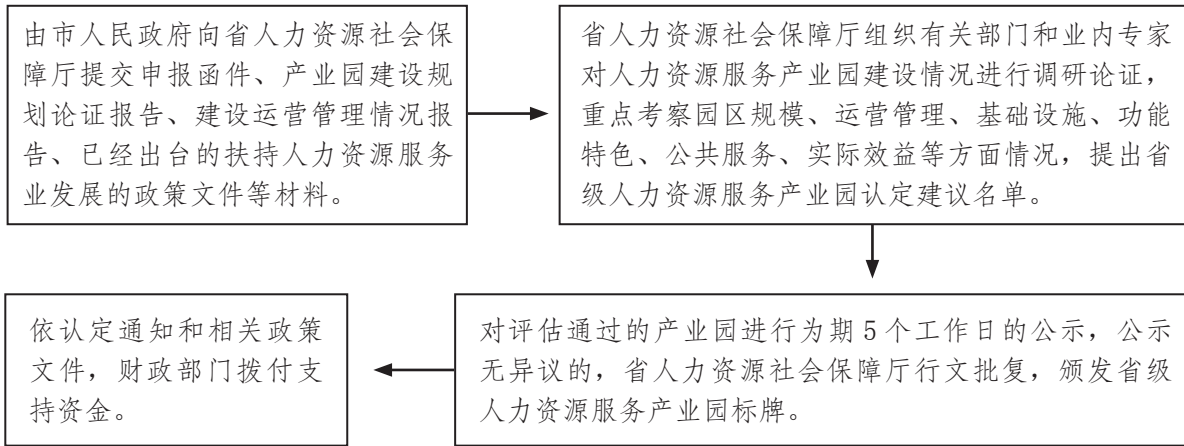 由市人民政府向省人力资源社会保
障厅提交申报函件、产业园建设规
划论证报告、建设运营管理情况报
告、已经出台的扶持人力资源服务
业发展的政策文件等材料。
省人力资源社会保障厅组织有关部门和业内专家
对人力资源服务产业园建设情况进行调研论证，
重点考察园区规模、运营管理、基础设施、功能
特色、公共服务、实际效益等方面情况，提出省
级人力资源服务产业园认定建议名单。
对评估通过的产业园进行为期5个工作日的公示，公示
无异议的，省人力资源社会保障厅行文批复，颁发省级
人力资源服务产业园标牌。
依认定通知和相关政策
文件，财政部门拨付支
持资金。